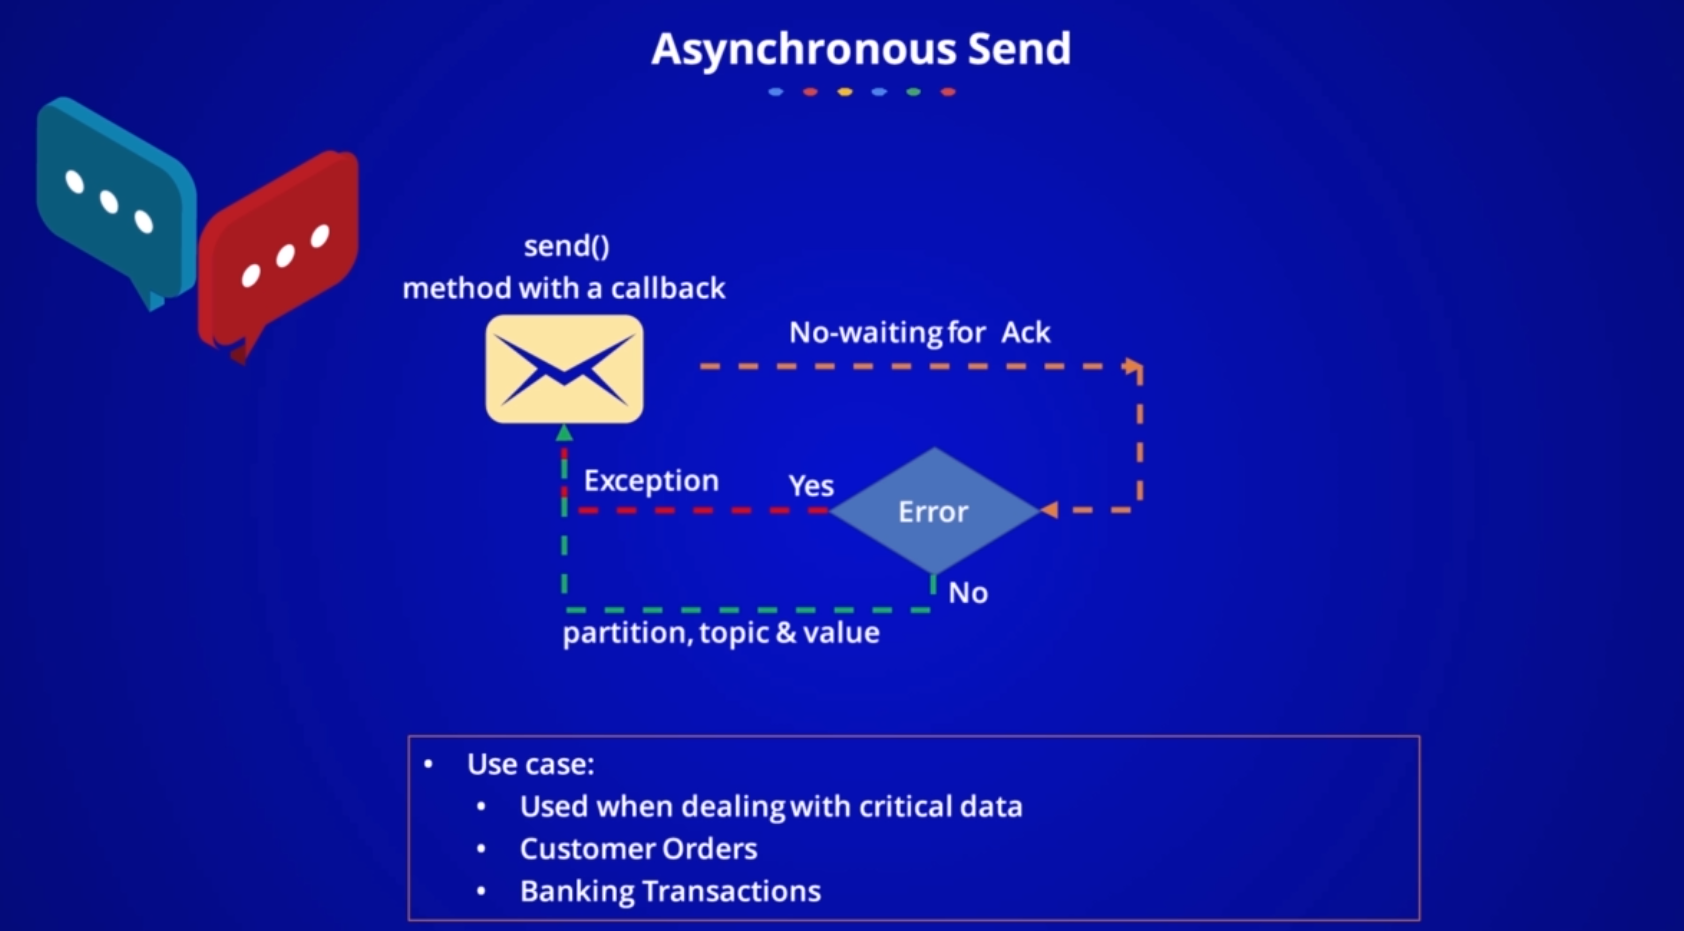 Asynchronous Send
send()
method with a callback
No-waiting for Ack
Exception
Yes
Error
No
partition, topic & value
• Use case:
• Used when dealing with critical data
• Customer Orders
• Banking Transactions